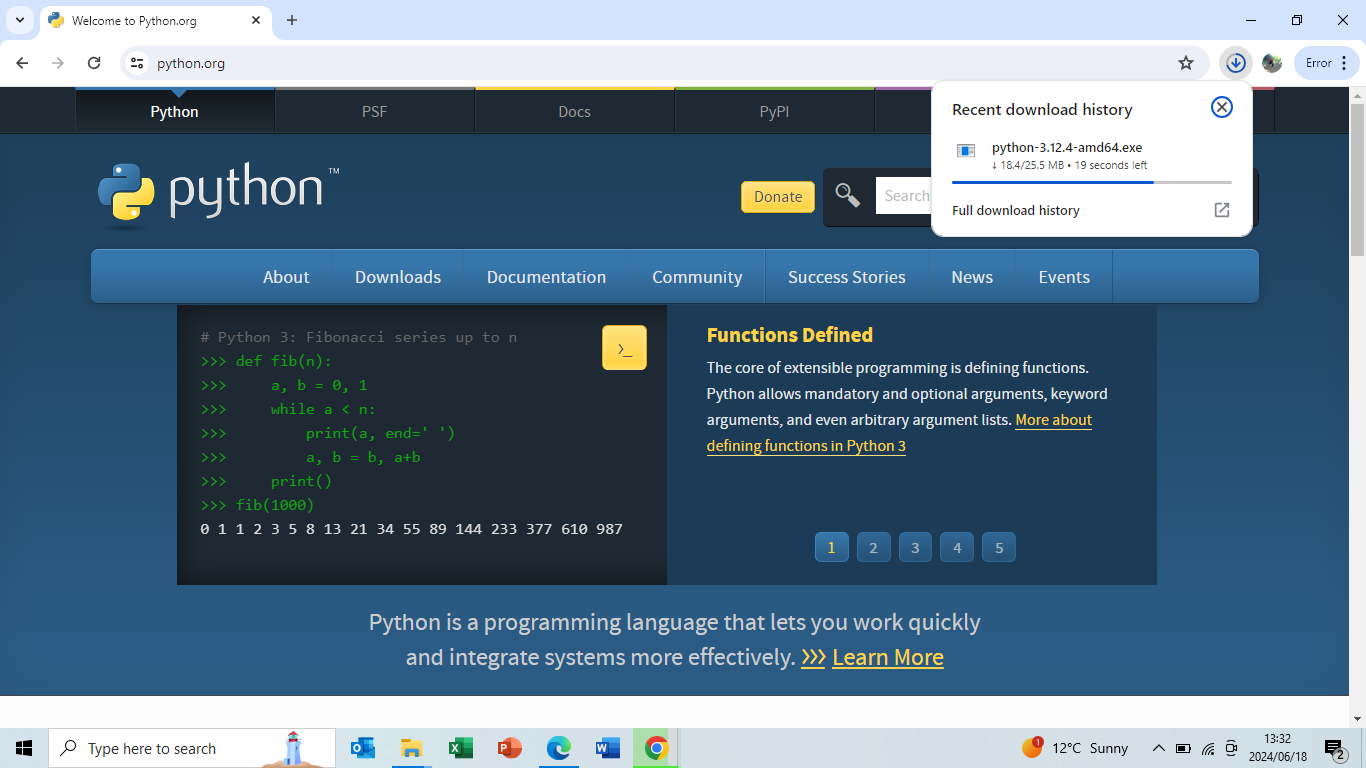 Welcome to Python.org
python.org
Error
Python
PSF
Docs
PyPI
Recent download history
python-3.12.4-amd64.exe
↓ 18.4/25.5 MB • 19 seconds left
Full download history
python™
Donate
Search
About
Downloads
Documentation
Community
Success Stories
News
Events
# Python 3: Fibonacci series up to n
>>> def fib(n):
>>>     a, b = 0, 1
>>>     while a < n:
>>>         print(a, end=' ')
>>>         a, b = b, a+b
>>>     print()
>>> fib(1000)
0 1 1 2 3 5 8 13 21 34 55 89 144 233 377 610 987
>_
Functions Defined
The core of extensible programming is defining functions.
Python allows mandatory and optional arguments, keyword
arguments, and even arbitrary argument lists. More about
defining functions in Python 3
1 2 3 4 5
Python is a programming language that lets you work quickly
and integrate systems more effectively. >>> Learn More
Type here to search
1
12°C Sunny
13:32
2024/06/18
2